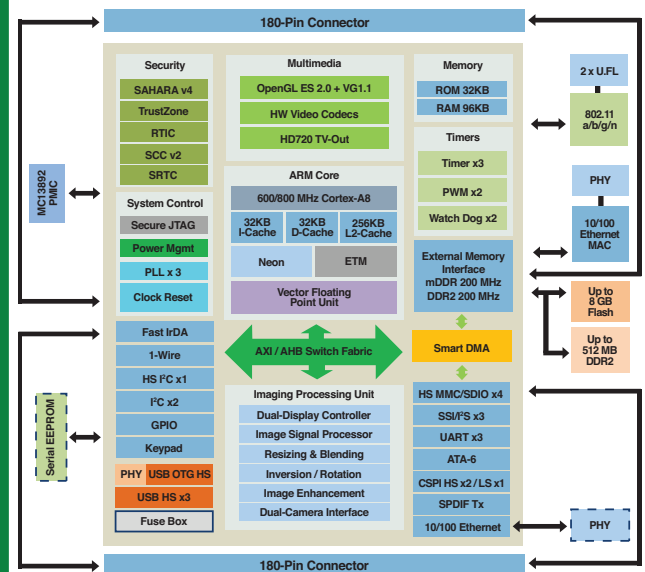 180-Pin Connector
Security
SAHARA v4
TrustZone
RTIC
SCC v2
SRTC
System Control
Secure JTAG
Power Mgmt
PLL x 3
Clock Reset
Fast IrDA
1-Wire
HS I²C x1
I²C x2
GPIO
Keypad
PHY
USB OTG HS
USB HS x3
Fuse Box
MC13892
PMIC
Serial EEPROM
Multimedia
OpenGL ES 2.0 + VG1.1
HW Video Codecs
HD720 TV-Out
ARM Core
600/800 MHz Cortex-A8
32KB
I-Cache
32KB
D-Cache
256KB
L2-Cache
Neon
ETM
Vector Floating
Point Unit
AXI / AHB Switch Fabric
Imaging Processing Unit
Dual-Display Controller
Image Signal Processor
Resizing & Blending
Inversion / Rotation
Image Enhancement
Dual-Camera Interface
Memory
ROM 32KB
RAM 96KB
Timers
Timer x3
PWM x2
Watch Dog x2
External Memory
Interface
mDDR 200 MHz
DDR2 200 MHz
Smart DMA
HS MMC/SDIO x4
SSI/I²S x3
UART x3
ATA-6
CSPI HS x2 / LS x1
SPDIF Tx
10/100 Ethernet
2 x U.FL
802.11
a/b/g/n
PHY
10/100
Ethernet
MAC
Up to
8 GB
Flash
Up to
512 MB
DDR2
PHY
180-Pin Connector